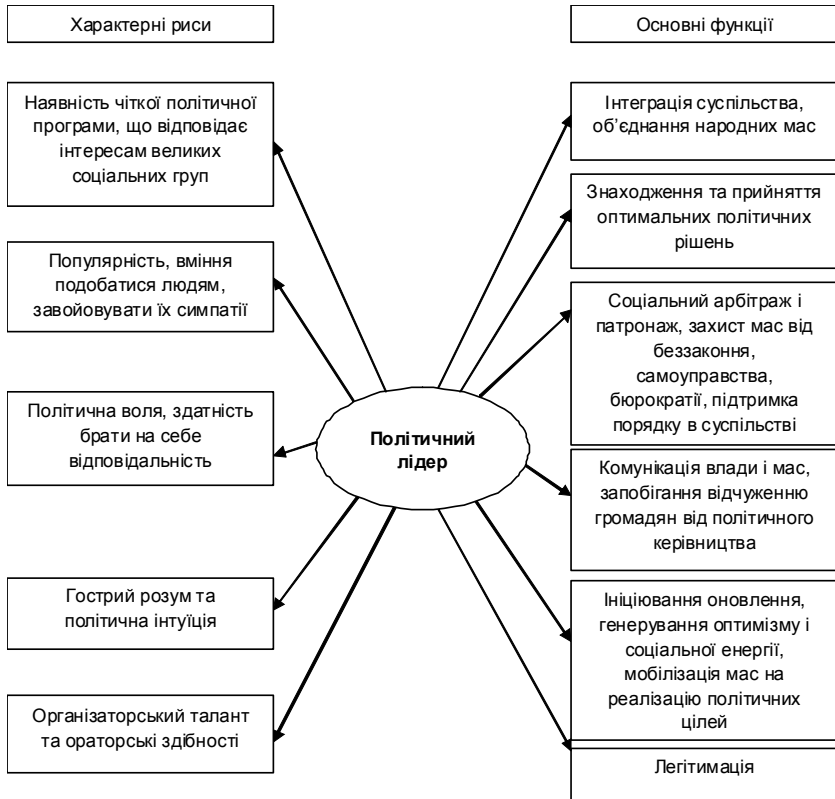 Характерні риси
Наявність чіткої політичної
програми, що відповідає
інтересам великих
соціальних груп
Популярність, вміння
подобатися людям,
завойовувати їх симпатії
Політична воля, здатність
брати на себе
відповідальність
Гострий розум та
політична інтуїція
Організаторський талант
та ораторські здібності
Політичний
лідер
Основні функції
Інтеграція суспільства,
об’єднання народних мас
Знаходження та прийняття
оптимальних політичних
рішень
Соціальний арбітраж і
патронаж, захист мас від
беззаконня,
самоуправства,
бюрократії, підтримка
порядку в суспільстві
Комунікація влади і мас,
запобігання відчуженню
громадян від політичного
керівництва
Ініціювання оновлення,
генерування оптимізму і
соціальної енергії,
мобілізація мас на
реалізацію політичних
цілей
Легітимація